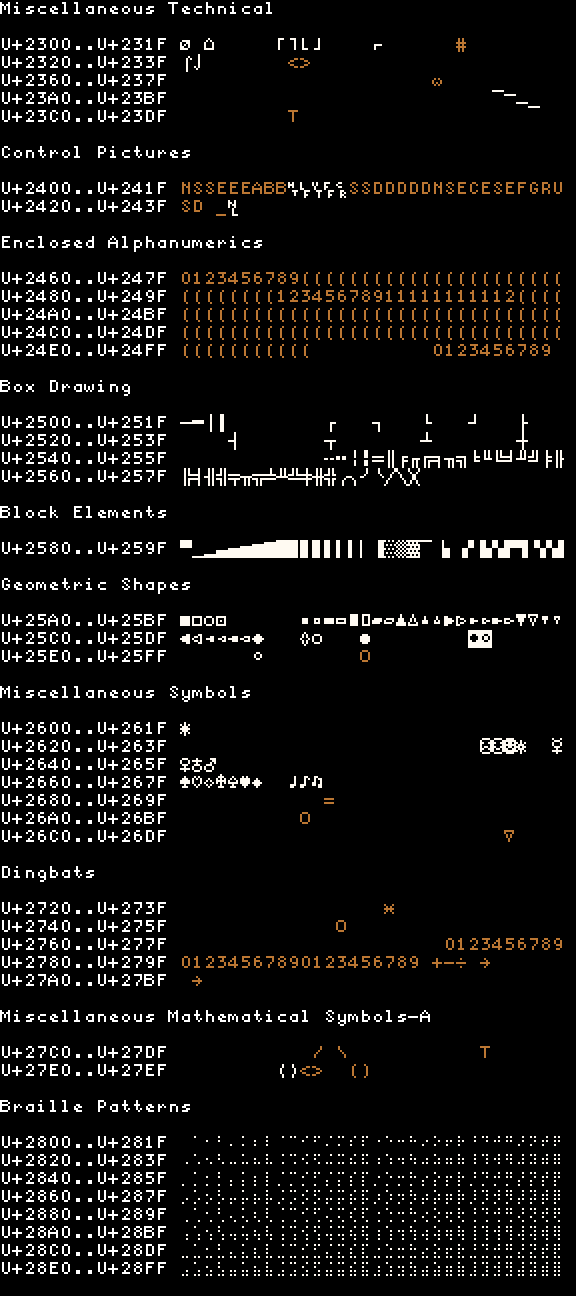 Miscellaneous Technical
U+2300..U+231F ⌀ ⌂ ⌈⌉⌊⌋ ⌐ #
U+2320..U+233F ⌠⌡ <>
U+2360..U+237F ω
U+23A0..U+23BF ⎺⎻⎼⎽
U+23C0..U+23DF T
Control Pictures
U+2400..U+241F NSSEEEABB␉␊␋␌␍SSDDDDDNSECESEFGRU
U+2420..U+243F SD _␤
Enclosed Alphanumerics
U+2460..U+247F 0123456789((((((((((((((((((((((
U+2480..U+249F ((((((((12345678911111111112((((
U+24A0..U+24BF ((((((((((((((((((((((((((((((((
U+24C0..U+24DF ((((((((((((((((((((((((((((((((
U+24E0..U+24FF ((((((((((( 0123456789
Box Drawing
U+2500..U+251F ─━│┃ ┌ ┐ └ ┘ ├
U+2520..U+253F ┤ ┬ ┴ ┼
U+2540..U+255F ╌╍╎╏═║╒╓╔╕╖╗╘╙╚╛╜╝╞╟
U+2560..U+257F ╠╡╢╣╤╥╦╧╨╩╪╫╬╭╮╯╰╱╲╳
Block Elements
U+2580..U+259F
Geometric Shapes
U+25A0..U+25BF
U+25C0..U+25DF
U+25E0..U+25FF
Miscellaneous Symbols
U+2600..U+261F
U+2620..U+263F
U+2640..U+265F
U+2660..U+267F
U+2680..U+269F =
U+26A0..U+26BF O
U+26C0..U+26DF ▽
Dingbats
U+2720..U+273F
U+2740..U+275F O
U+2760..U+277F 0123456789
U+2780..U+279F 01234567890123456789 +−÷ →
U+27A0..U+27BF →
Miscellaneous Mathematical Symbols-A
U+27C0..U+27DF / \ T
U+27E0..U+27EF ()<> ()
Braille Patterns
U+2800..U+281F
U+2820..U+283F
U+2840..U+285F
U+2860..U+287F
U+2880..U+289F
U+28A0..U+28BF
U+28C0..U+28DF
U+28E0..U+28FF